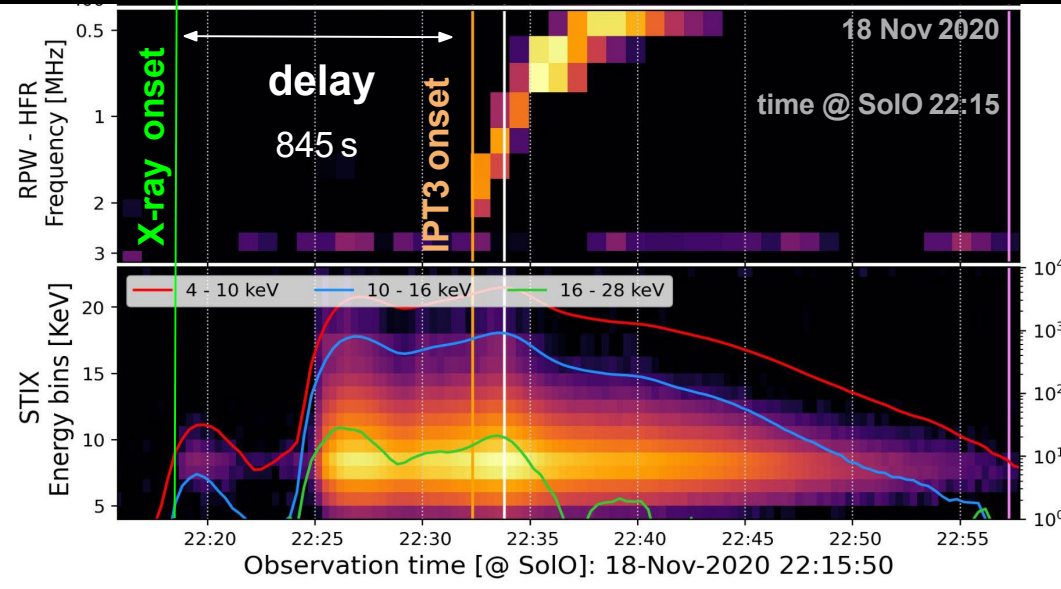 0.5
1
2
3
RPW - HFR
Frequency [MHz]
X-ray onset
delay
845 s
IPT3 onset
18 Nov 2020
time @ SolO 22:15
4 - 10 keV
10 - 16 keV
16 - 28 keV
20
15
10
5
STIX
Energy bins [KeV]
10⁴
10³
10²
10¹
10⁰
22:20
22:25
22:30
22:35
22:40
22:45
22:50
22:55
Observation time [@ SolO]: 18-Nov-2020 22:15:50